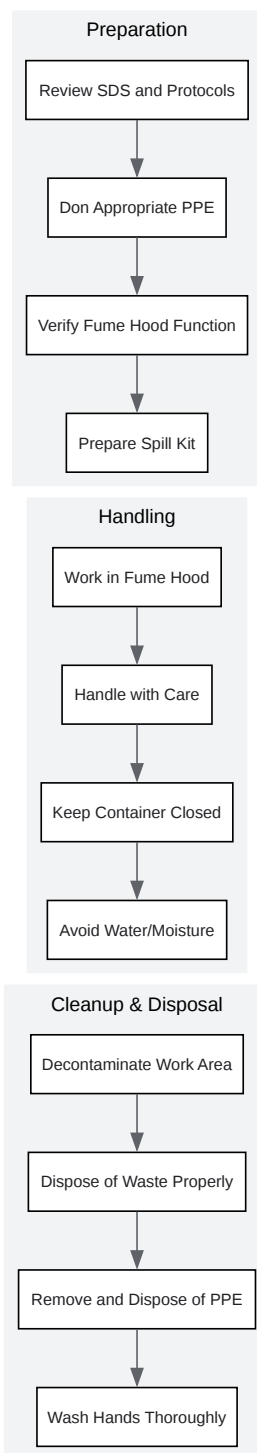 Preparation
Review SDS and Protocols
Don Appropriate PPE
Verify Fume Hood Function
Prepare Spill Kit
Handling
Work in Fume Hood
Handle with Care
Keep Container Closed
Avoid Water/Moisture
Cleanup & Disposal
Decontaminate Work Area
Dispose of Waste Properly
Remove and Dispose of PPE
Wash Hands Thoroughly